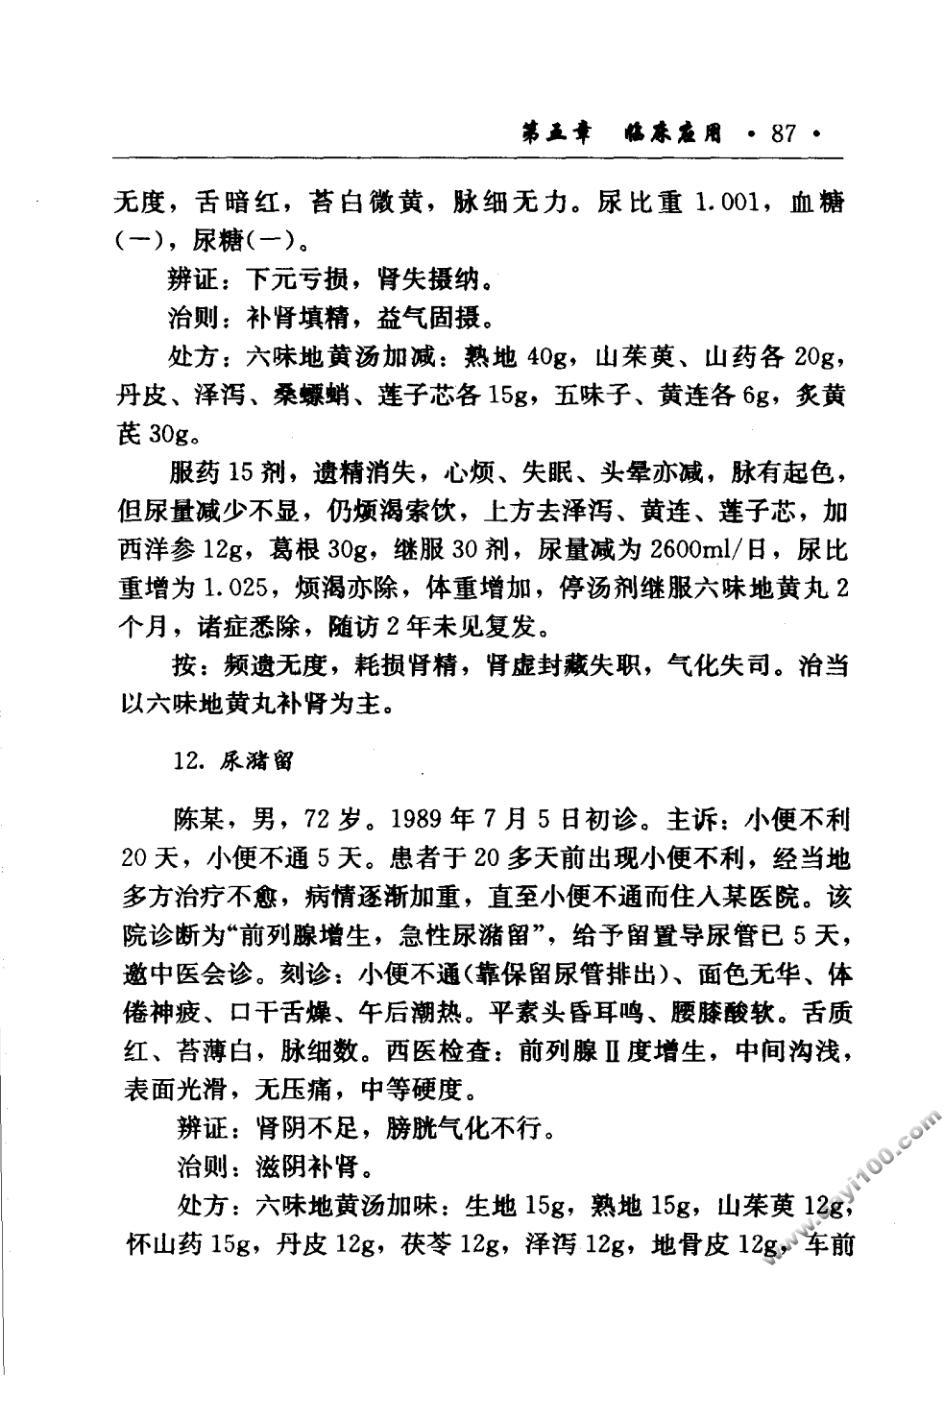 第五章 临床应用 · 87 ·
无度，舌暗红，苔白微黄，脉细无力。尿比重 1.001，血糖
(一)，尿糖(一)。
辨证：下元亏损，肾失摄纳。
治则：补肾填精，益气固摄。
处方：六味地黄汤加减：熟地 40g，山茱萸、山药各 20g，
丹皮、泽泻、桑螵蛸、莲子芯各 15g，五味子、黄连各 6g，炙黄
芪 30g。
服药 15 剂，遗精消失，心烦、失眠、头晕亦减，脉有起色，
但尿量减少不显，仍烦渴索饮，上方去泽泻、黄连、莲子芯，加
西洋参 12g，葛根 30g，继服 30 剂，尿量减为 2600ml/日，尿比
重增为 1.025，烦渴亦除，体重增加，停汤剂继服六味地黄丸 2
个月，诸症悉除，随访 2 年未见复发。
按：频遗无度，耗损肾精，肾虚封藏失职，气化失司。治当
以六味地黄丸补肾为主。
12. 尿潴留
陈某，男，72 岁。1989 年 7 月 5 日初诊。主诉：小便不利
20 天，小便不通 5 天。患者于 20 多天前出现小便不利，经当地
多方治疗不愈，病情逐渐加重，直至小便不通而住入某医院。该
院诊断为“前列腺增生，急性尿潴留”，给予留置导尿管已 5 天，
邀中医会诊。刻诊：小便不通(靠保留尿管排出)、面色无华、体
倦神疲、口干舌燥、午后潮热。平素头昏耳鸣、腰膝酸软。舌质
红、苔薄白，脉细数。西医检查：前列腺Ⅱ度增生，中间沟浅，
表面光滑，无压痛，中等硬度。
辨证：肾阴不足，膀胱气化不行。
治则：滋阴补肾。
处方：六味地黄汤加味：生地 15g，熟地 15g，山茱萸 12g，
怀山药 15g，丹皮 12g，茯苓 12g，泽泻 12g，地骨皮 12g，车前